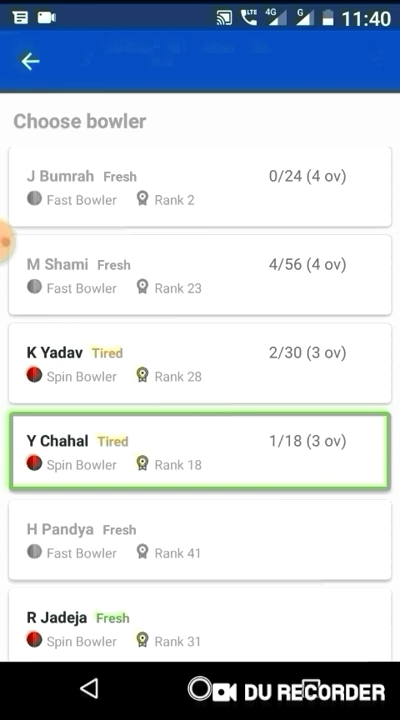 LTE 4G G 11:40
Choose bowler
J Bumrah Fresh 0/24 (4 ov)
Fast Bowler Rank 2
M Shami Fresh 4/56 (4 ov)
Fast Bowler Rank 23
K Yadav Tired 2/30 (3 ov)
Spin Bowler Rank 28
Y Chahal Tired 1/18 (3 ov)
Spin Bowler Rank 18
H Pandya Fresh
Fast Bowler Rank 41
R Jadeja Fresh
Spin Bowler Rank 31
DU RECORDER